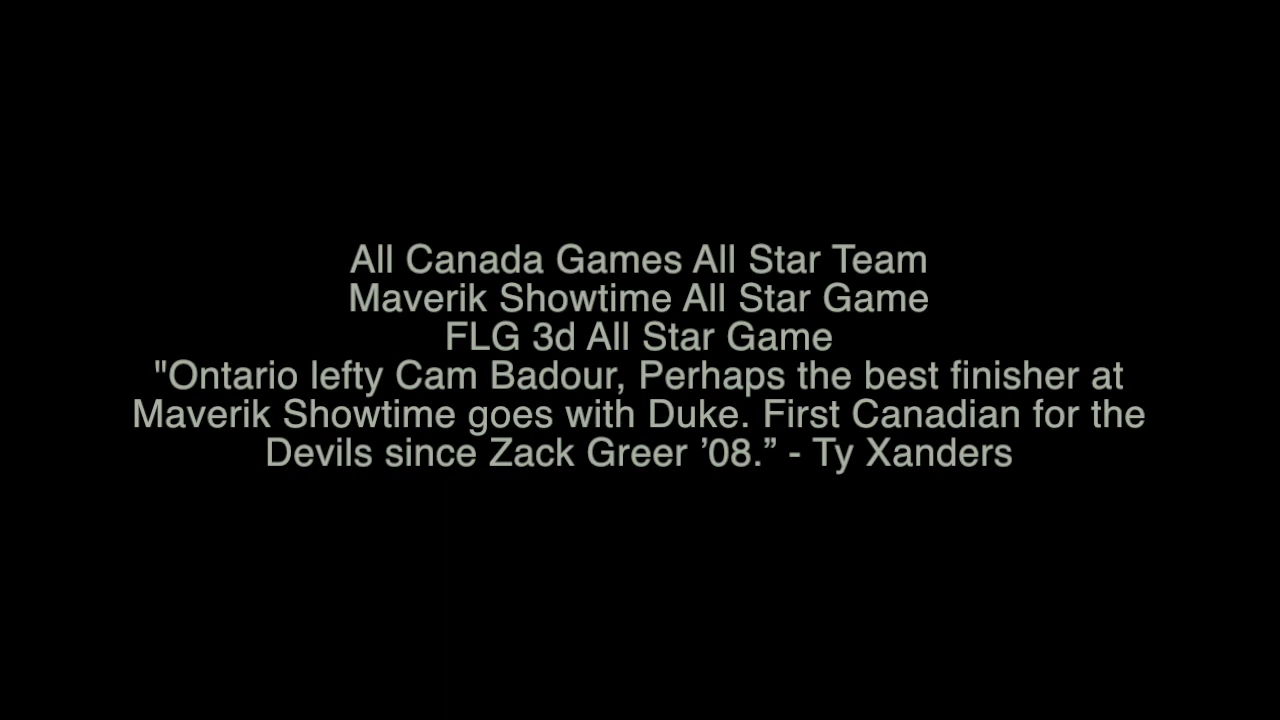 All Canada Games All Star Team
Maverik Showtime All Star Game
FLG 3d All Star Game
"Ontario lefty Cam Badour, Perhaps the best finisher at
Maverik Showtime goes with Duke. First Canadian for the
Devils since Zack Greer ’08.” - Ty Xanders